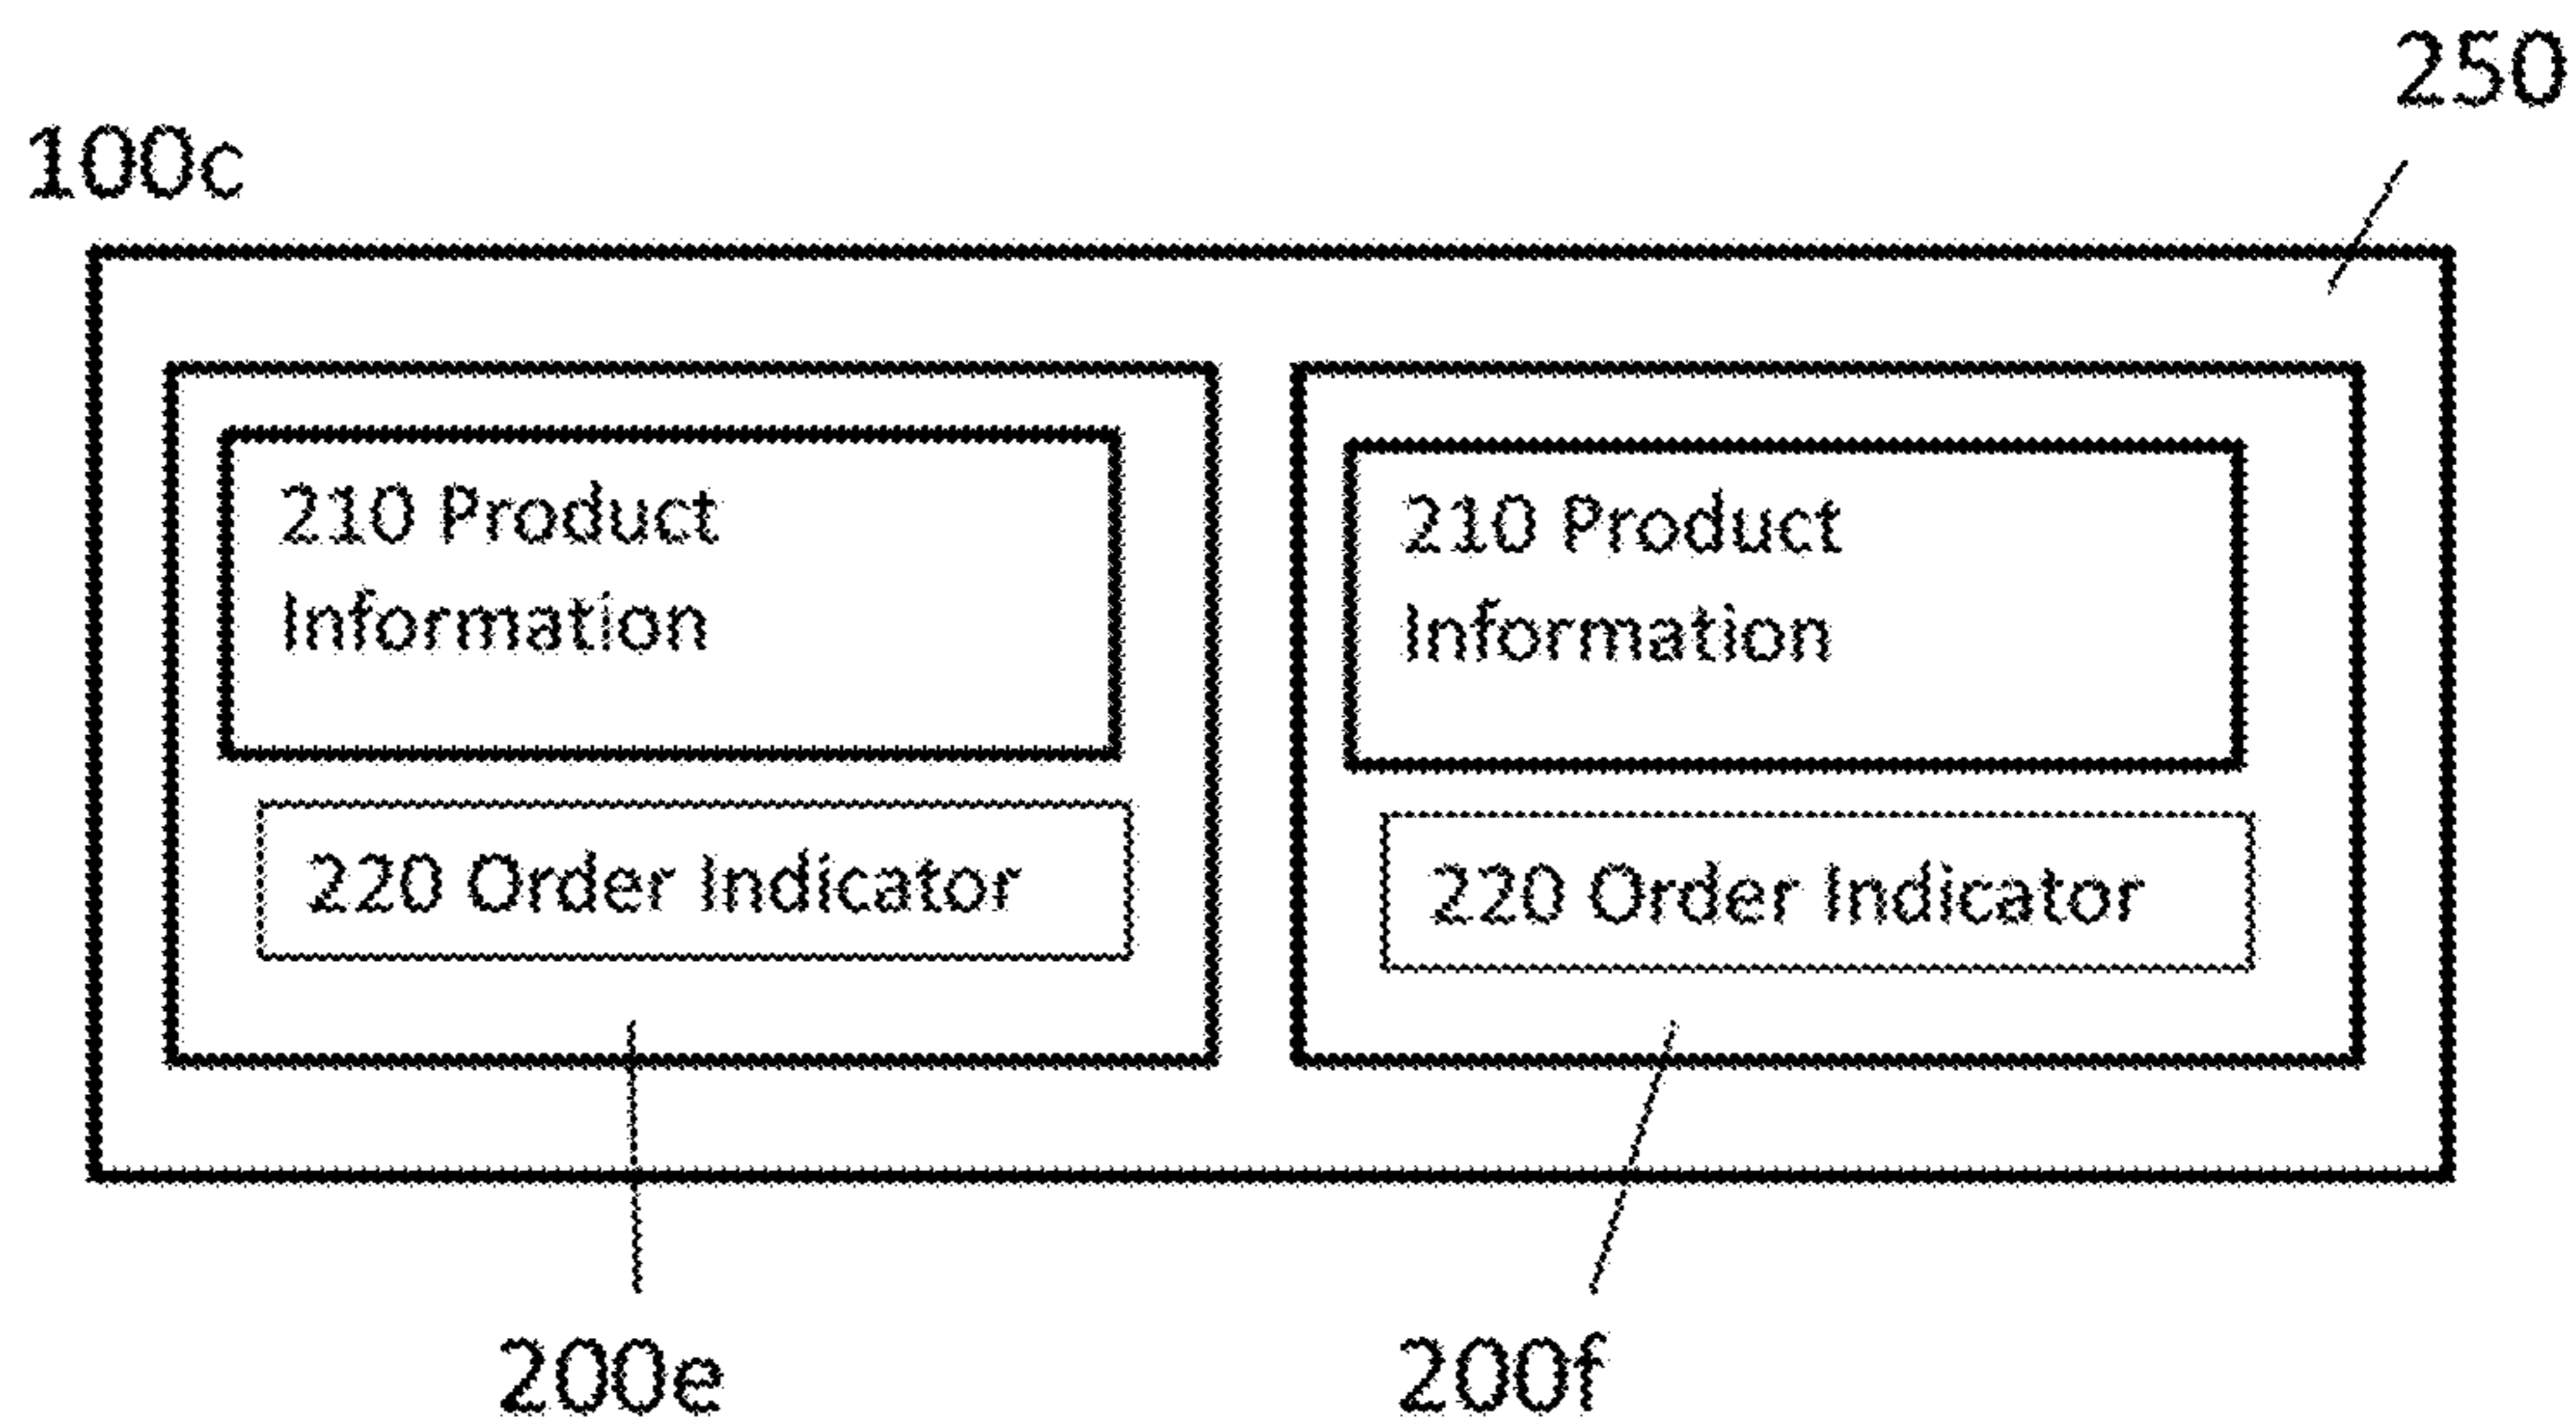 250
100c
210 Product
Information
220 Order Indicator
210 Product
Information
220 Order Indicator
200e
200f